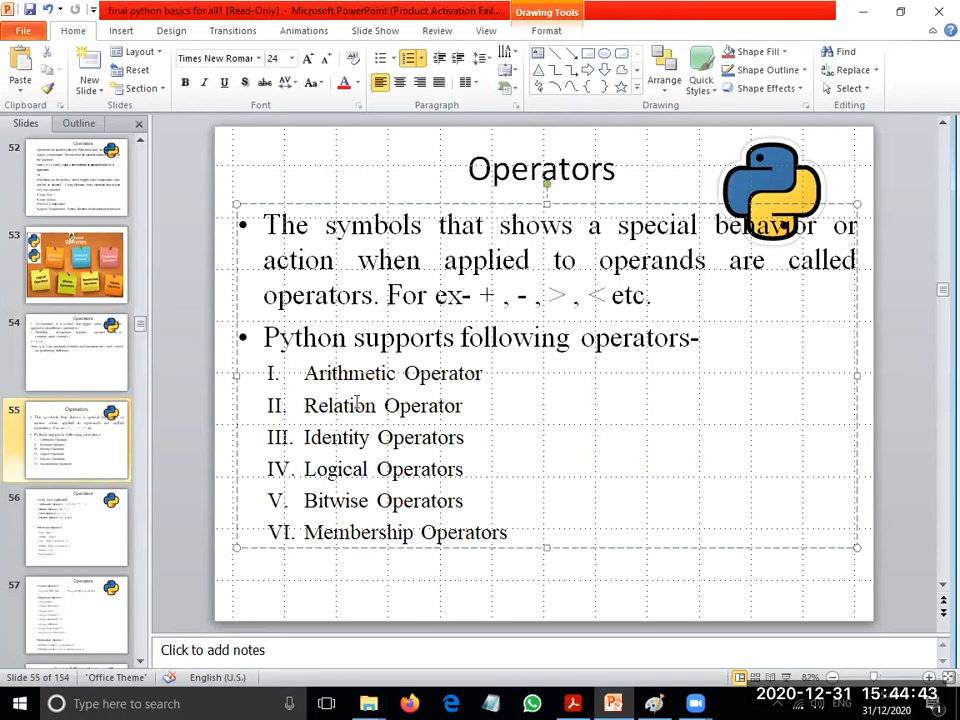 final python basics for all1 [Read-Only] - Microsoft PowerPoint (Product Activation Fail...
Drawing Tools
File Home Insert Design Transitions Animations Slide Show Review View Format
Paste
New
Slide
Layout
Reset
Section
Times New Roman 24
B I U S abc AV Aa A
Arrange
Quick
Styles
Shape Fill
Shape Outline
Shape Effects
Find
Replace
Select
Clipboard Slides Font Paragraph Drawing Editing
Slides Outline
52
53
54
55
56
57
Operators
• The symbols that shows a special behavior or
action when applied to operands are called
operators. For ex- + , - , > , < etc.
• Python supports following operators-
I. Arithmetic Operator
II. Relation Operator
III. Identity Operators
IV. Logical Operators
V. Bitwise Operators
VI. Membership Operators
Click to add notes
Slide 55 of 154 "Office Theme" English (U.S.) 82%
Type here to search
2020-12-31 15:44:43
ENG
31/12/2020